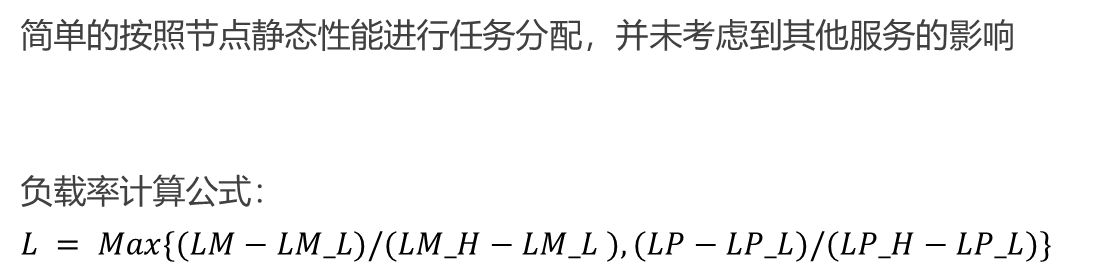 简单的按照节点静态性能进行任务分配，并未考虑到其他服务的影响
负载率计算公式：
L = Max{(LM − LM_L)/(LM_H − LM_L ), (LP − LP_L)/(LP_H − LP_L)}